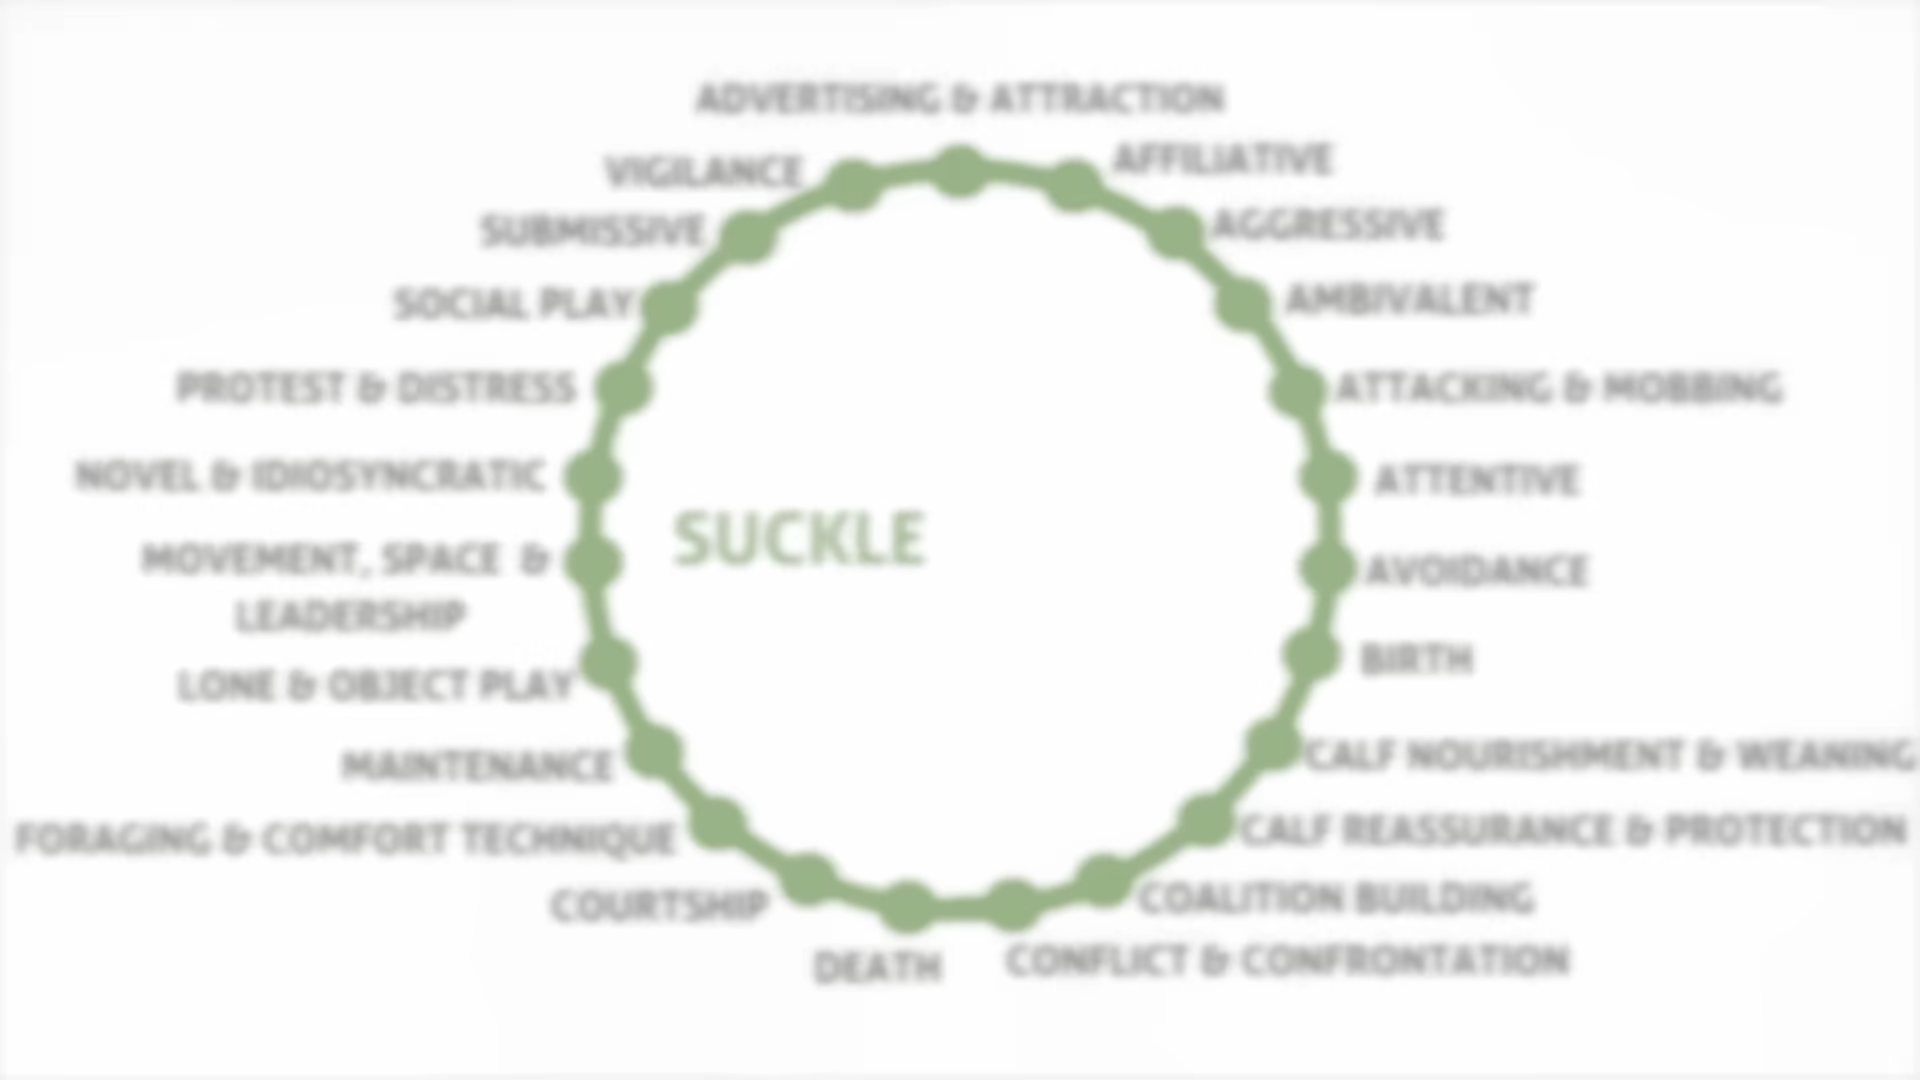 ADVERTISING & ATTRACTION
VIGILANCE
AFFILIATIVE
SUBMISSIVE
AGGRESSIVE
SOCIAL PLAY
AMBIVALENT
PROTEST & DISTRESS
ATTACKING & MOBBING
NOVEL & IDIOSYNCRATIC
ATTENTIVE
SUCKLE
MOVEMENT, SPACE &
LEADERSHIP
AVOIDANCE
LONE & OBJECT PLAY
BIRTH
MAINTENANCE
CALF NOURISHMENT & WEANING
FORAGING & COMFORT TECHNIQUE
CALF REASSURANCE & PROTECTION
COURTSHIP
COALITION BUILDING
DEATH
CONFLICT & CONFRONTATION